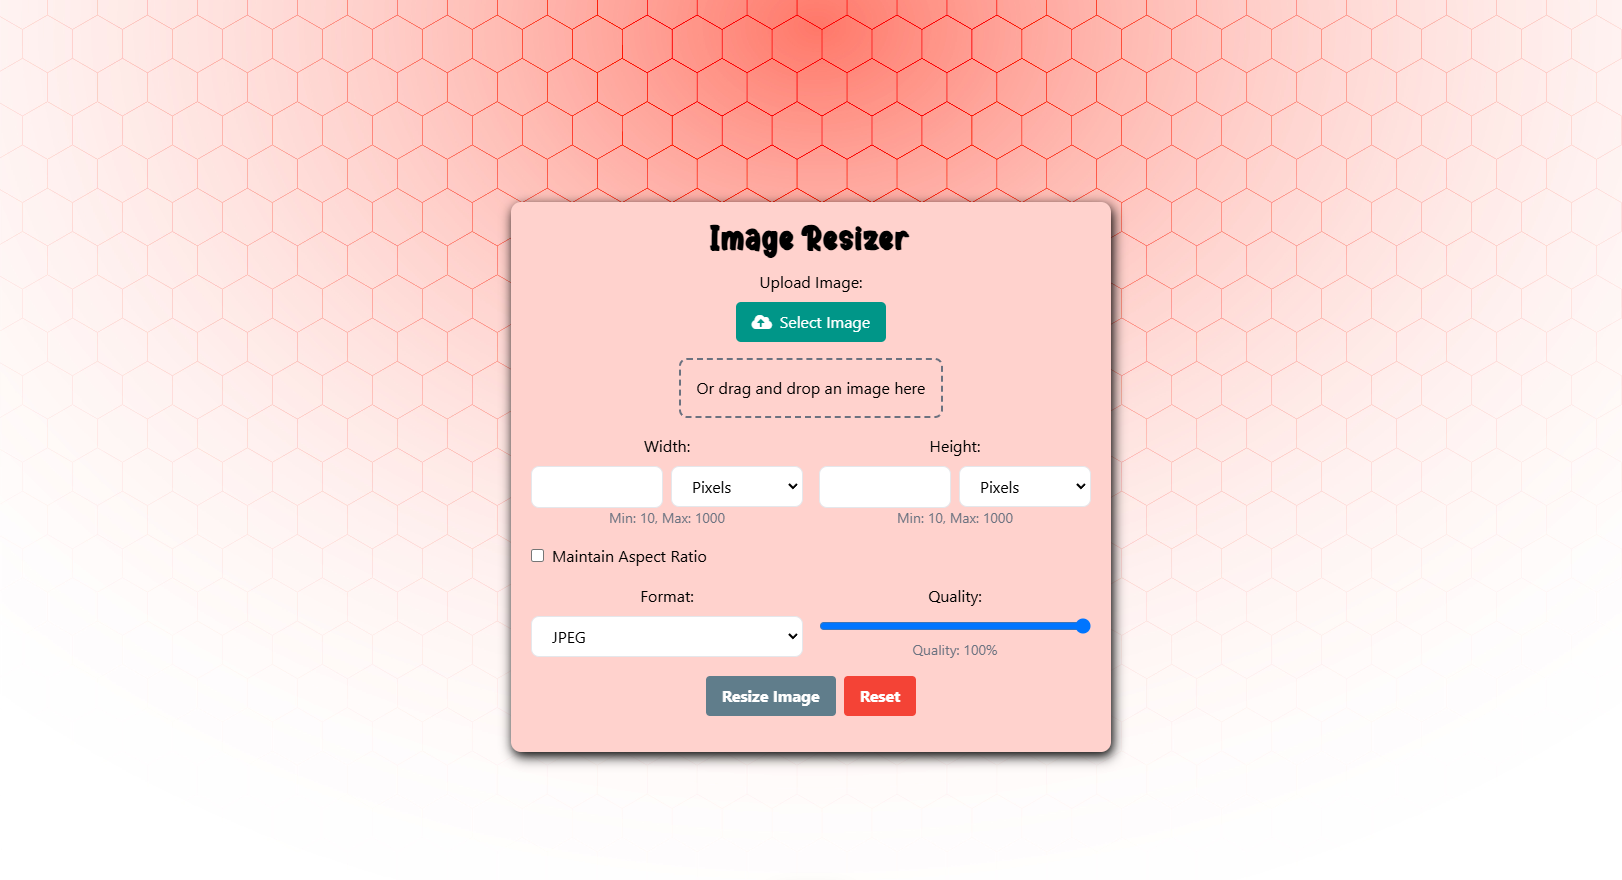 Image Resizer
Upload Image:
Select Image
Or drag and drop an image here
Width:
Height:
Pixels
Pixels
Min: 10, Max: 1000
Min: 10, Max: 1000
Maintain Aspect Ratio
Format:
Quality:
JPEG
Quality: 100%
Resize Image
Reset